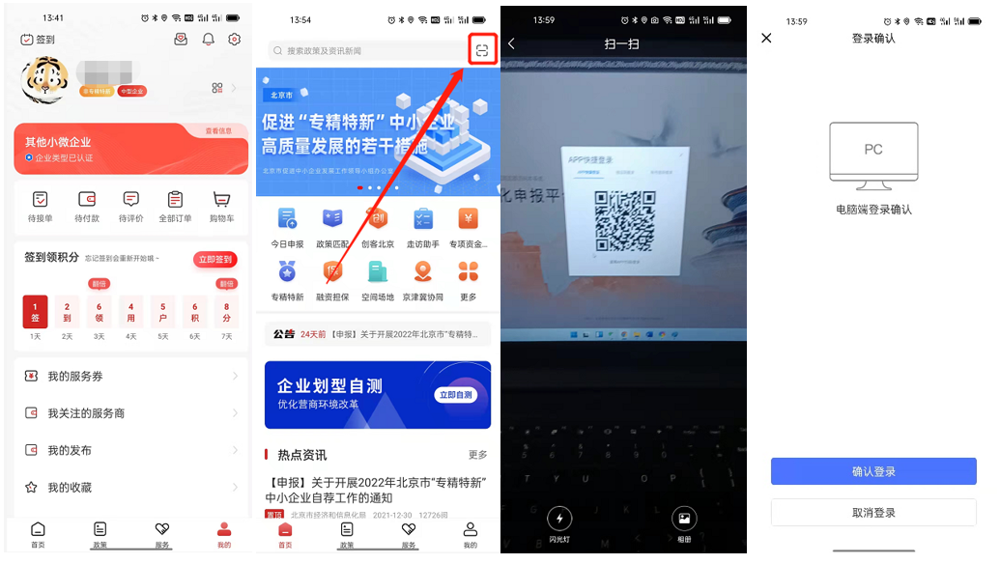 13:41
签到
市专精特新 中型企业
查看信息
其他小微企业
企业类型已认证
待接单 待付款 待评价 全部订单 购物车
签到领积分 忘记签到会重新开始哦~ 立即签到
翻倍 翻倍
1 2 6 4 5 6 8
签 到 领 用 户 积 分
1天 2天 3天 4天 5天 6天 7天
我的服务券
我关注的服务商
我的发布
我的收藏
首页 政策 服务 我的
13:54
搜索政策及资讯新闻
北京市
促进“专精特新”中小企业
高质量发展的若干措施
北京市促进中小企业发展工作领导小组办公室
今日申报 政策匹配 创客北京 走访助手 专项资金...
专精特新 融资担保 空间场地 京津冀协同 更多
公告 24天前 【申报】关于开展2022年北京市“专精特...
企业划型自测
优化营商环境改革
立即自测
热点资讯 更多
【申报】关于开展2022年北京市“专精特新”
中小企业自荐工作的通知
置顶 北京市经济和信息化局 2021-12-30 12726阅
首页 政策 服务 我的
13:59
扫一扫
APP快捷登录
化申报平
闪光灯 相册
13:59
登录确认
PC
电脑端登录确认
确认登录
取消登录